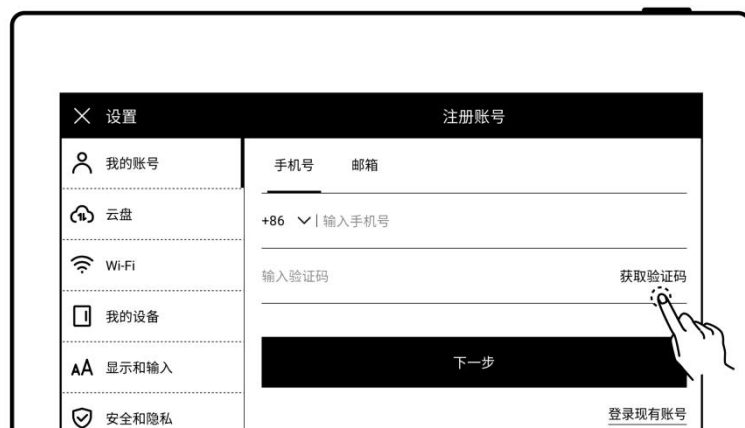 设置
注册账号
我的账号
云盘
Wi-Fi
我的设备
AA 显示和输入
安全和隐私
手机号 邮箱
+86 输入手机号
输入验证码 获取验证码
下一步
登录现有账号